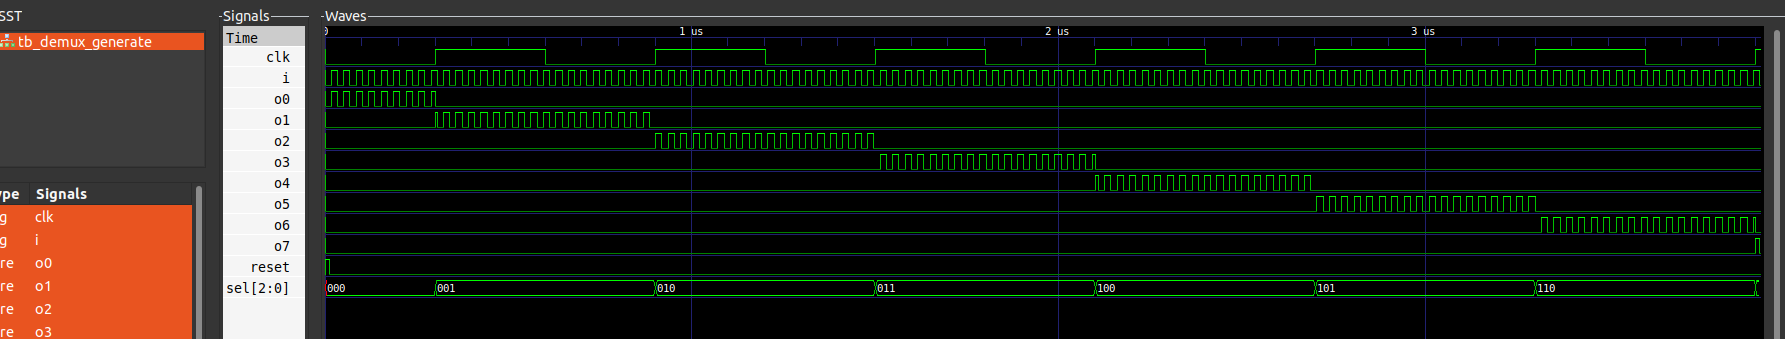 SST
tb_demux_generate
ype Signals
g clk
g i
re o0
re o1
re o2
re o3
Signals
Time
clk
i
o0
o1
o2
o3
o4
o5
o6
o7
reset
sel[2:0]
Waves
0 1 us 2 us 3 us
000 001 010 011 100 101 110